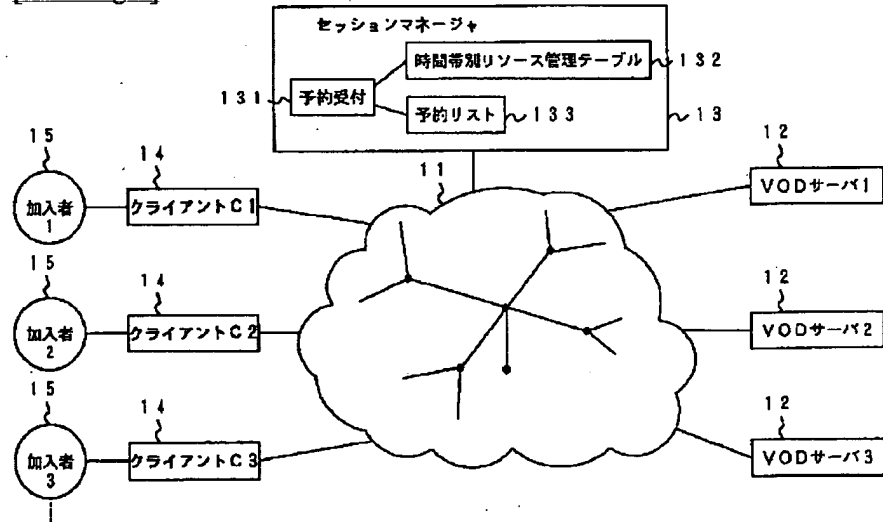 セッションマネージャ
時間帯別リソース管理テーブル
132
131
予約受付
予約リスト
133
13
15
14
11
12
加入者
1
クライアントC1
VODサーバ1
15
14
12
加入者
2
クライアントC2
VODサーバ2
15
14
12
加入者
3
クライアントC3
VODサーバ3